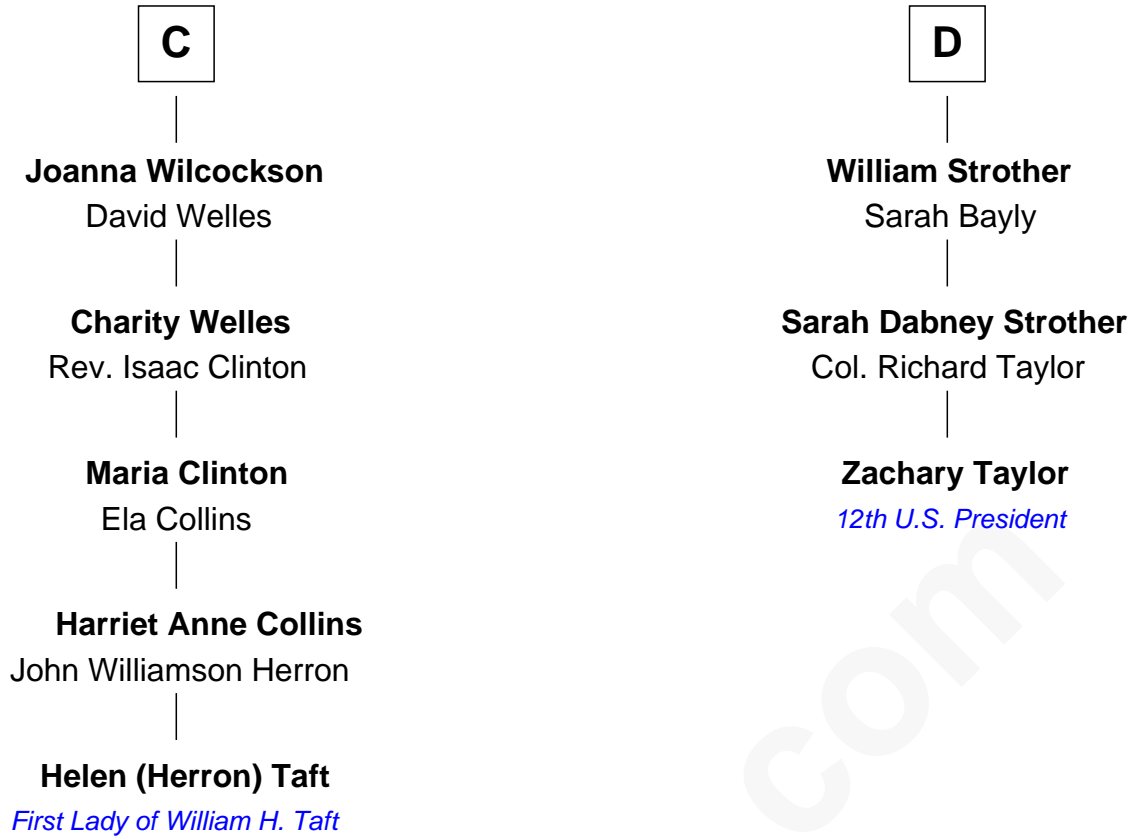 C
Joanna Wilcockson
David Welles
Charity Welles
Rev. Isaac Clinton
Maria Clinton
Ela Collins
Harriet Anne Collins
John Williamson Herron
Helen (Herron) Taft
First Lady of William H. Taft
D
William Strother
Sarah Bayly
Sarah Dabney Strother
Col. Richard Taylor
Zachary Taylor
12th U.S. President
com